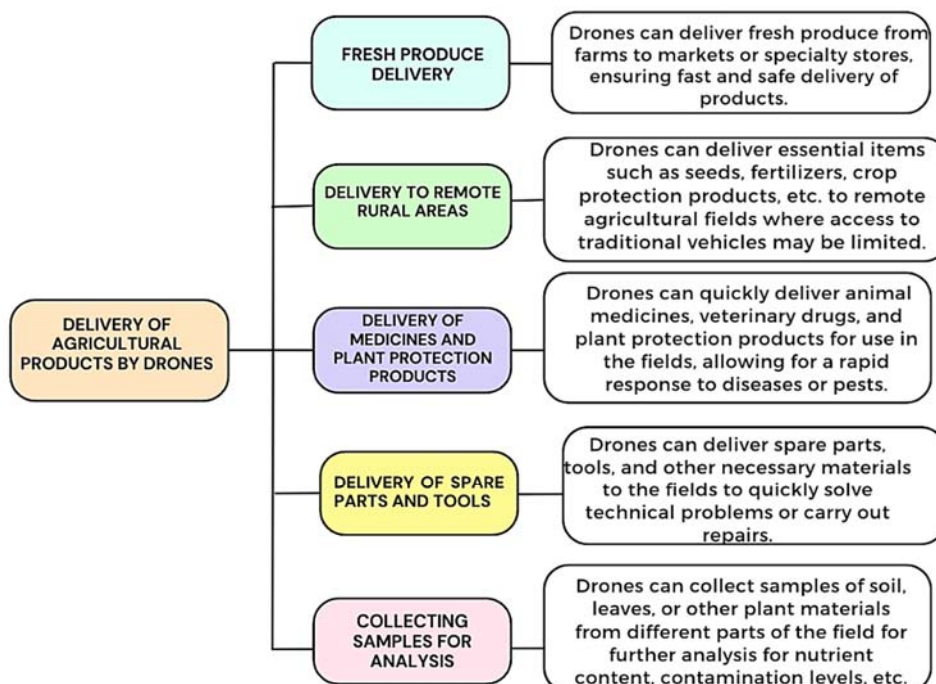 DELIVERY OF
AGRICULTURAL
PRODUCTS BY DRONES
FRESH PRODUCE
DELIVERY
Drones can deliver fresh produce from
farms to markets or specialty stores,
ensuring fast and safe delivery of
products.
DELIVERY TO REMOTE
RURAL AREAS
Drones can deliver essential items
such as seeds, fertilizers, crop
protection products, etc. to remote
agricultural fields where access to
traditional vehicles may be limited.
DELIVERY OF
MEDICINES AND
PLANT PROTECTION
PRODUCTS
Drones can quickly deliver animal
medicines, veterinary drugs, and
plant protection products for use in
the fields, allowing for a rapid
response to diseases or pests.
DELIVERY OF SPARE
PARTS AND TOOLS
Drones can deliver spare parts,
tools, and other necessary materials
to the fields to quickly solve
technical problems or carry out
repairs.
COLLECTING
SAMPLES FOR
ANALYSIS
Drones can collect samples of soil,
leaves, or other plant materials
from different parts of the field for
further analysis for nutrient
content, contamination levels, etc.